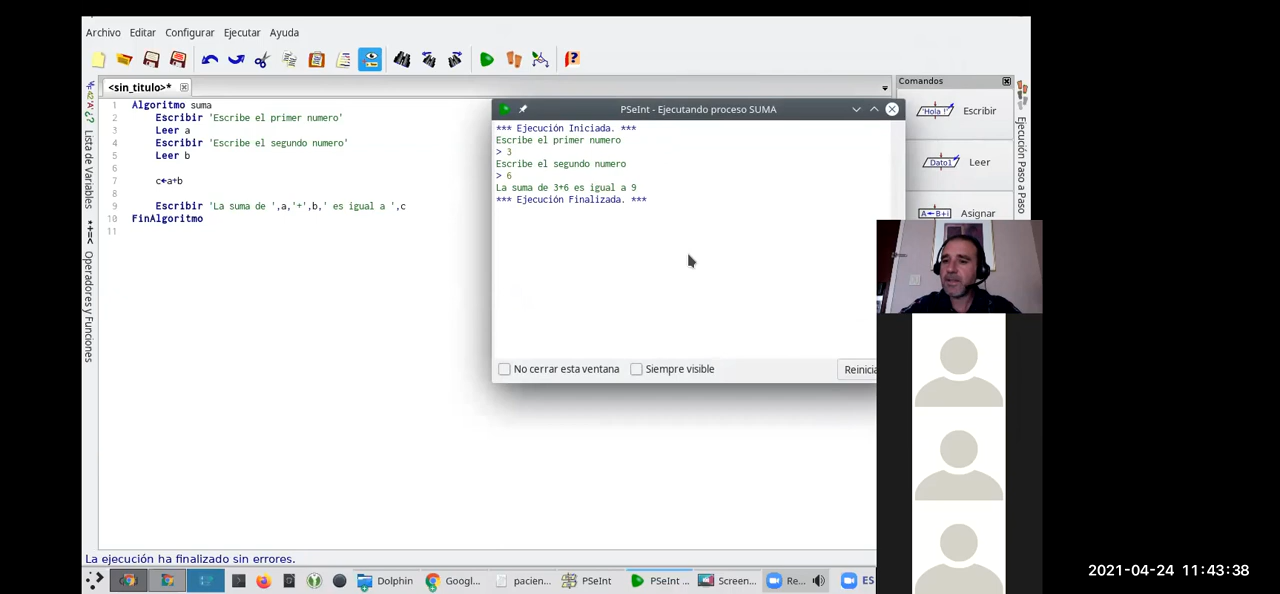 Archivo Editar Configurar Ejecutar Ayuda
<sin_titulo>*
Comandos
1 Algoritmo suma
2 Escribir 'Escribe el primer numero'
3 Leer a
4 Escribir 'Escribe el segundo numero'
5 Leer b
6
7 c←a+b
8
9 Escribir 'La suma de ',a,'+',b,' es igual a ',c
10 FinAlgoritmo
11
Lista de Variables
Operadores y Funciones
PSeInt - Ejecutando proceso SUMA
*** Ejecución Iniciada. ***
Escribe el primer numero
> 3
Escribe el segundo numero
> 6
La suma de 3+6 es igual a 9
*** Ejecución Finalizada. ***
No cerrar esta ventana Siempre visible Reinicia
Hola ! Escribir
Dato1 Leer
A←B+i Asignar
Ejecución Paso a Paso
La ejecución ha finalizado sin errores.
Dolphin Googl... pacien... PSeInt PSeInt ... Screen... Re... ES
2021-04-24 11:43:38